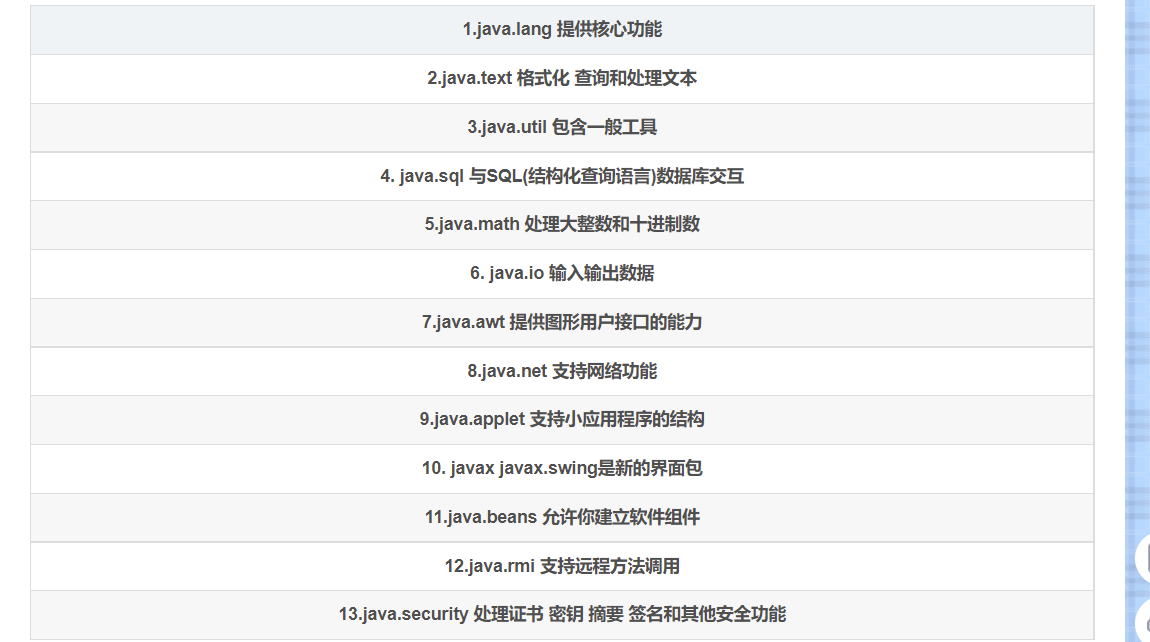 1.java.lang 提供核心功能
2.java.text 格式化 查询和处理文本
3.java.util 包含一般工具
4. java.sql 与SQL(结构化查询语言)数据库交互
5.java.math 处理大整数和十进制数
6. java.io 输入输出数据
7.java.awt 提供图形用户接口的能力
8.java.net 支持网络功能
9.java.applet 支持小应用程序的结构
10. javax javax.swing是新的界面包
11.java.beans 允许你建立软件组件
12.java.rmi 支持远程方法调用
13.java.security 处理证书 密钥 摘要 签名和其他安全功能